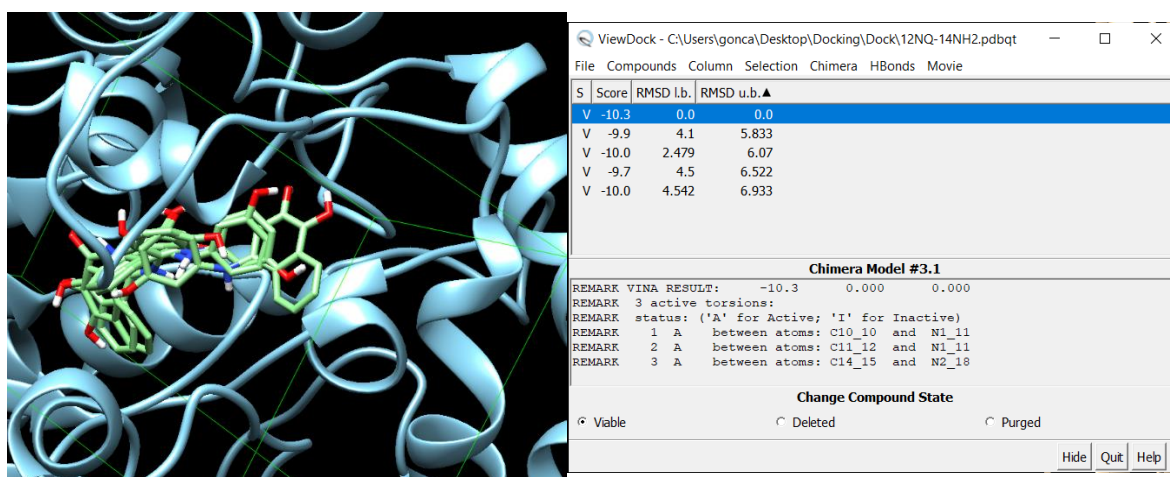 ViewDock - C:\Users\gonca\Desktop\Docking\Dock\12NQ-14NH2.pdbqt
File Compounds Column Selection Chimera HBonds Movie
S Score RMSD l.b. RMSD u.b.▲
V -10.3 0.0 0.0
V -9.9 4.1 5.833
V -10.0 2.479 6.07
V -9.7 4.5 6.522
V -10.0 4.542 6.933
Chimera Model #3.1
REMARK VINA RESULT: -10.3 0.000 0.000
REMARK 3 active torsions:
REMARK status: ('A' for Active; 'I' for Inactive)
REMARK 1 A between atoms: C10_10 and N1_11
REMARK 2 A between atoms: C11_12 and N1_11
REMARK 3 A between atoms: C14_15 and N2_18
Change Compound State
Viable Deleted Purged
Hide Quit Help